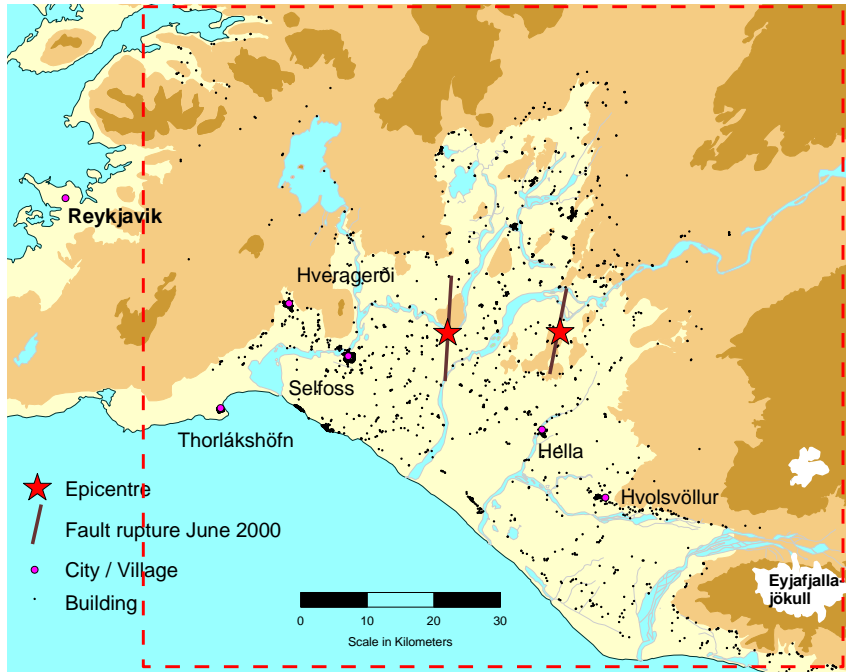 Reykjavik
Hveragerði
Selfoss
Thorlákshöfn
Hella
Hvolsvöllur
Epicentre
Fault rupture June 2000
City / Village
Building
Eyjafjalla-
jökull
0 10 20 30
Scale in Kilometers